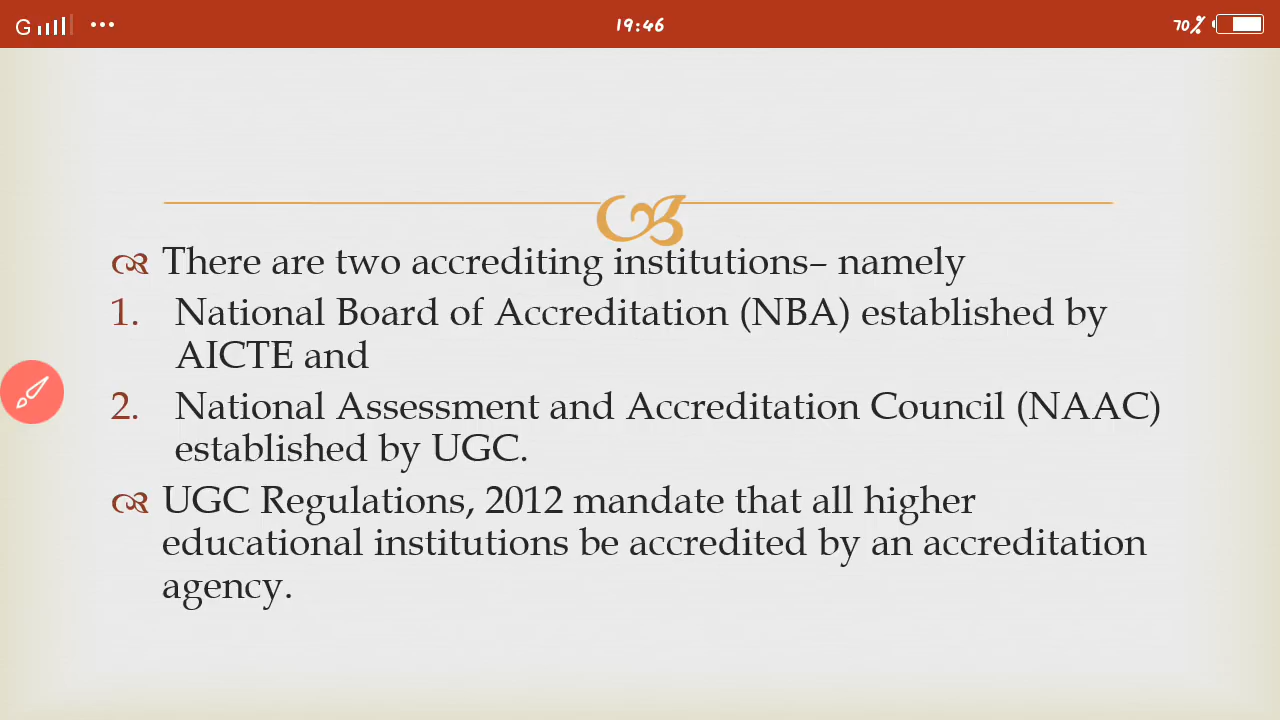 G
19:46
70%
There are two accrediting institutions– namely
1. National Board of Accreditation (NBA) established by
AICTE and
2. National Assessment and Accreditation Council (NAAC)
established by UGC.
UGC Regulations, 2012 mandate that all higher
educational institutions be accredited by an accreditation
agency.